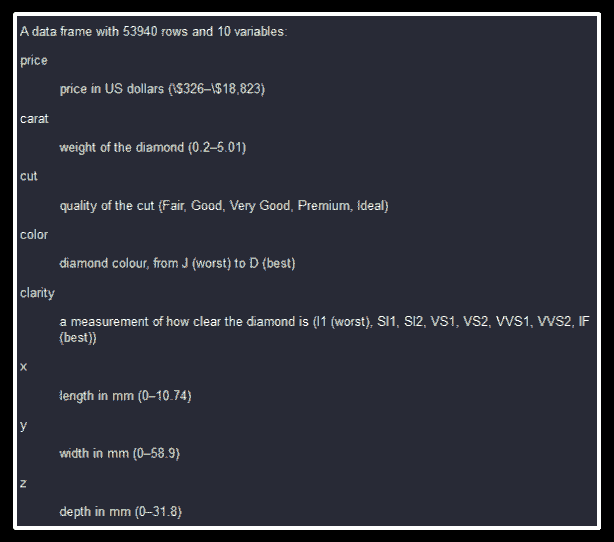 A data frame with 53940 rows and 10 variables:
price
price in US dollars (\$326–\$18,823)
carat
weight of the diamond (0.2–5.01)
cut
quality of the cut (Fair, Good, Very Good, Premium, Ideal)
color
diamond colour, from J (worst) to D (best)
clarity
a measurement of how clear the diamond is (I1 (worst), SI1, SI2, VS1, VS2, VVS1, VVS2, IF
(best))
x
length in mm (0–10.74)
y
width in mm (0–58.9)
z
depth in mm (0–31.8)